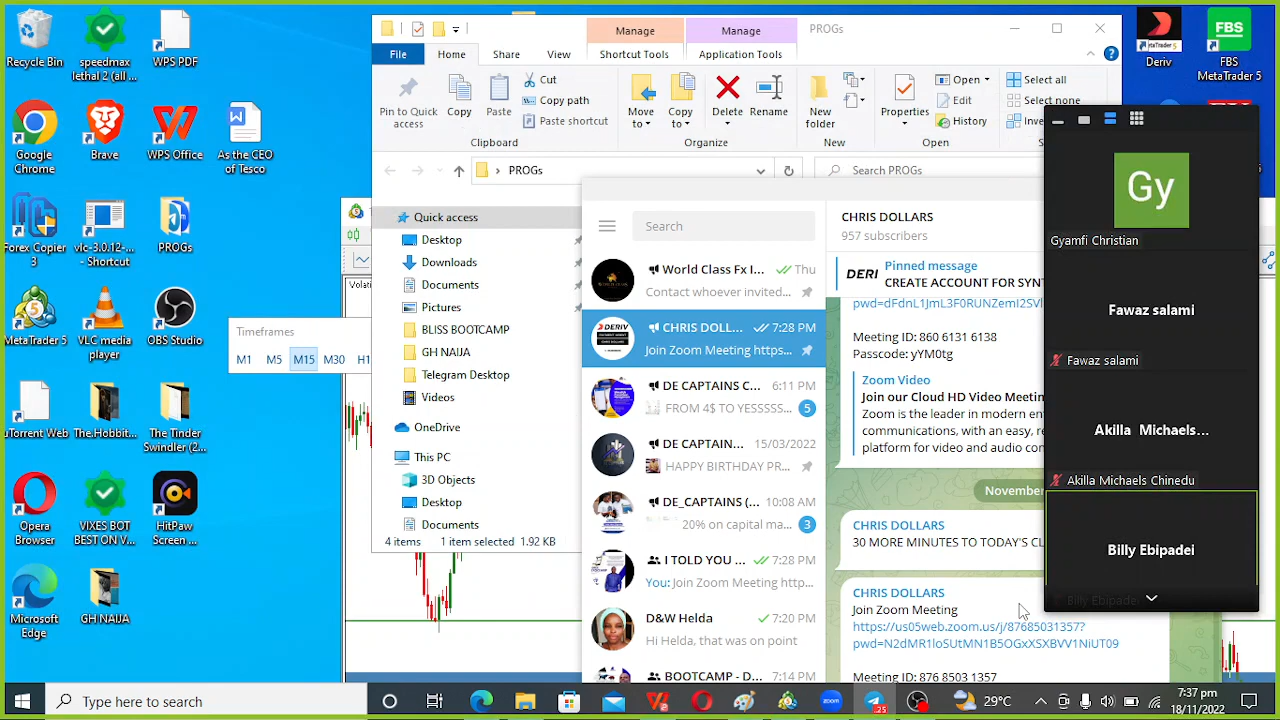 Recycle Bin
speedmax
lethal 2 (all ...
WPS PDF
Google
Chrome
Brave
WPS Office
As the CEO
of Tesco
Forex Copier
3
vlc-3.0.12-...
- Shortcut
PROGs
MetaTrader 5
VLC media
player
OBS Studio
uTorrent Web
The.Hobbit...
The Tinder
Swindler (2...
Opera
Browser
VIXES BOT
BEST ON V...
HitPaw
Screen ...
Microsoft
Edge
GH NAIJA
Timeframes
M1 M5 M15 M30 H1
Volati
Manage
Manage
PROGs
File
Home
Share
View
Shortcut Tools
Application Tools
Pin to Quick
access
Copy
Paste
Cut
Copy path
Paste shortcut
Clipboard
Move
to
Copy
to
Delete
Rename
Organize
New
folder
New
Properties
Open
Edit
History
Open
Select all
Select none
Inv
PROGs
Search PROGs
Quick access
Desktop
Downloads
Documents
Pictures
BLISS BOOTCAMP
GH NAIJA
Telegram Desktop
Videos
OneDrive
This PC
3D Objects
Desktop
Documents
4 items
1 item selected
1.92 KB
Search
World Class Fx I... Thu
Contact whoever invited...
CHRIS DOLL... 7:28 PM
Join Zoom Meeting https...
DE CAPTAINS C... 6:11 PM
FROM 4$ TO YESSSSS... 5
DE CAPTAIN... 15/03/2022
HAPPY BIRTHDAY PR...
DE_CAPTAINS (... 10:08 AM
20% on capital ma... 3
I TOLD YOU ... 7:28 PM
You: Join Zoom Meeting http...
D&W Helda 7:20 PM
Hi Helda, that was on point
BOOTCAMP - D... 7:14 PM
CHRIS DOLLARS
957 subscribers
DERI
Pinned message
CREATE ACCOUNT FOR SYN
pwd=dFdnL1JmL3F0RUNZemI2SVl
Meeting ID: 860 6131 6138
Passcode: yYM0tg
Zoom Video
Join our Cloud HD Video Meetin
Zoom is the leader in modern en
communications, with an easy, re
platform for video and audio con
November
CHRIS DOLLARS
30 MORE MINUTES TO TODAY'S CL
CHRIS DOLLARS
Join Zoom Meeting
https://us05web.zoom.us/j/87685031357?
pwd=N2dMR1loSUtMN1B5OGxXSXBVV1NiUT09
Meeting ID: 876 8503 1357
Deriv
FBS
FBS
MetaTrader 5
Gy
Gyamfi Christian
Fawaz salami
Fawaz salami
Akilla Michaels...
Akilla Michaels Chinedu
Billy Ebipadei
Billy Ebipadei
Type here to search
zoom
25
29°C
7:37 pm
18/11/2022